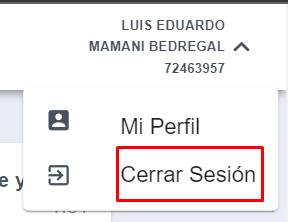 LUIS EDUARDO
MAMANI BEDREGAL
72463957
Mi Perfil
Cerrar Sesión
e y